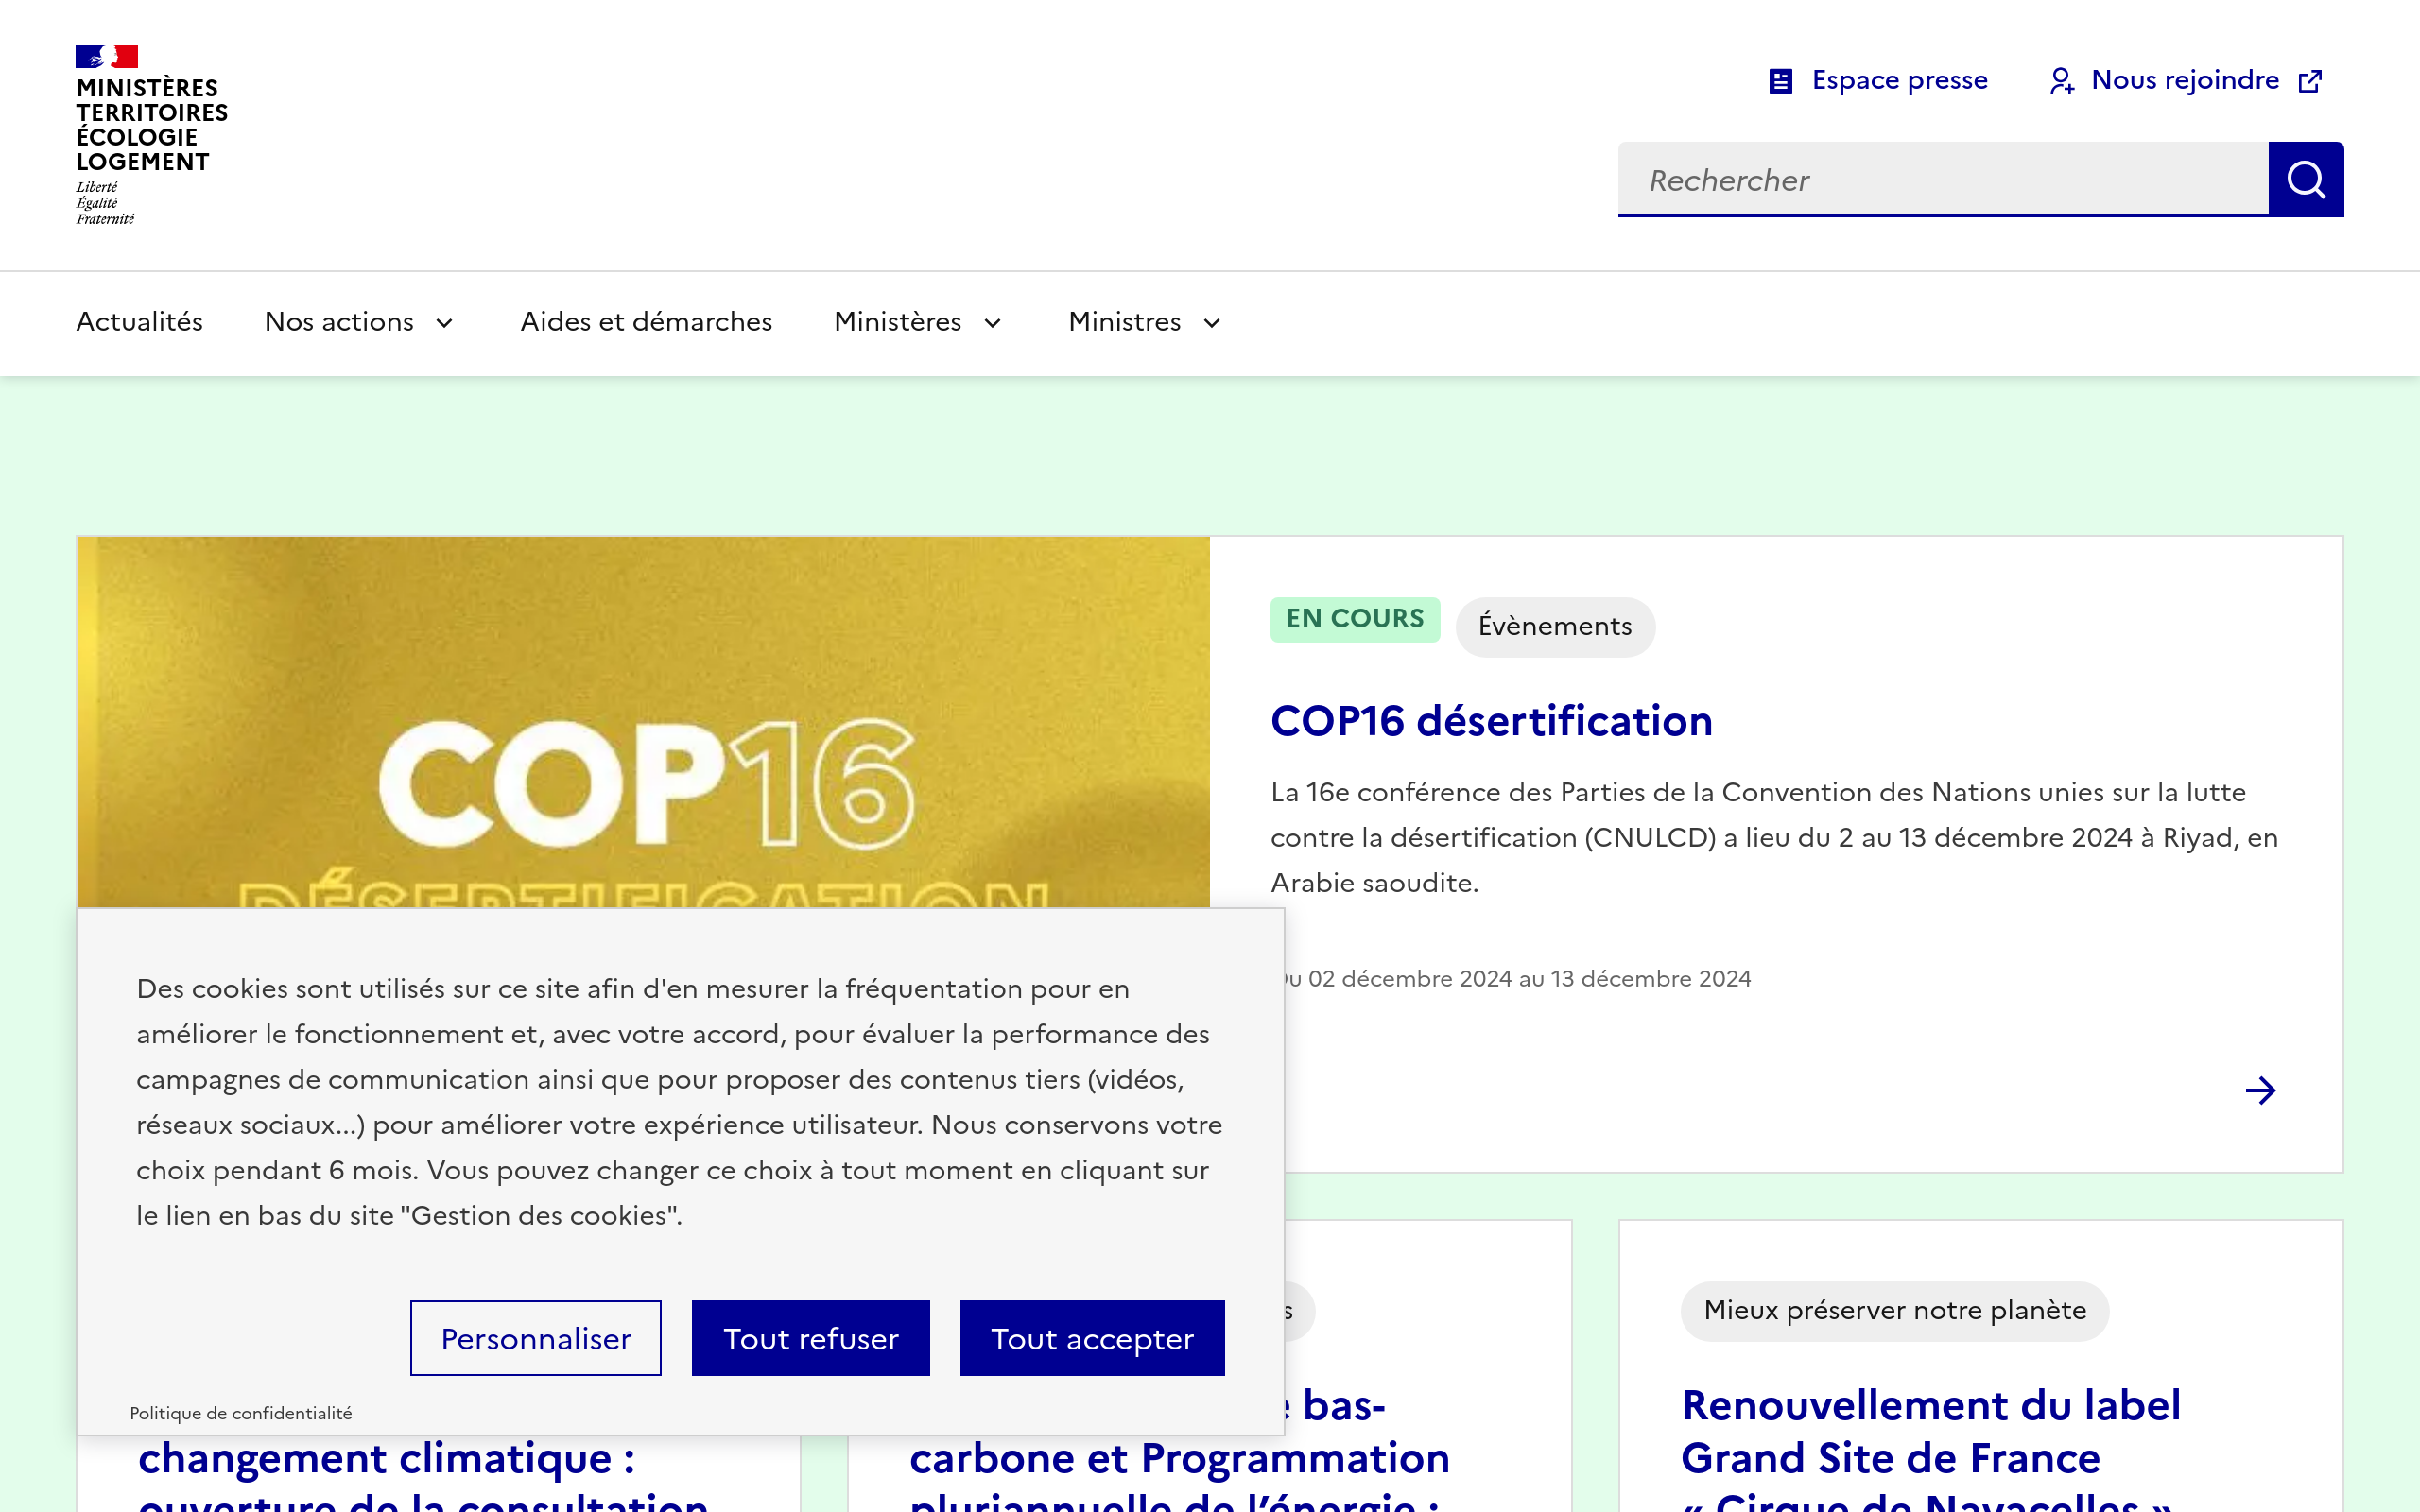 MINISTÈRES
TERRITOIRES
ÉCOLOGIE
LOGEMENT
Liberté
Égalité
Fraternité
Espace presse
Nous rejoindre
Rechercher
Actualités
Nos actions
Aides et démarches
Ministères
Ministres
COP16
DÉSERTIFICATION
EN COURS
Évènements
COP16 désertification
La 16e conférence des Parties de la Convention des Nations unies sur la lutte
contre la désertification (CNULCD) a lieu du 2 au 13 décembre 2024 à Riyad, en
Arabie saoudite.
Du 02 décembre 2024 au 13 décembre 2024
Des cookies sont utilisés sur ce site afin d'en mesurer la fréquentation pour en
améliorer le fonctionnement et, avec votre accord, pour évaluer la performance des
campagnes de communication ainsi que pour proposer des contenus tiers (vidéos,
réseaux sociaux...) pour améliorer votre expérience utilisateur. Nous conservons votre
choix pendant 6 mois. Vous pouvez changer ce choix à tout moment en cliquant sur
le lien en bas du site "Gestion des cookies".
Personnaliser
Tout refuser
Tout accepter
Politique de confidentialité
changement climatique :
ouverture de la consultation
bas-
carbone et Programmation
pluriannuelle de l’énergie :
Mieux préserver notre planète
Renouvellement du label
Grand Site de France
« Cirque de Navacelles »